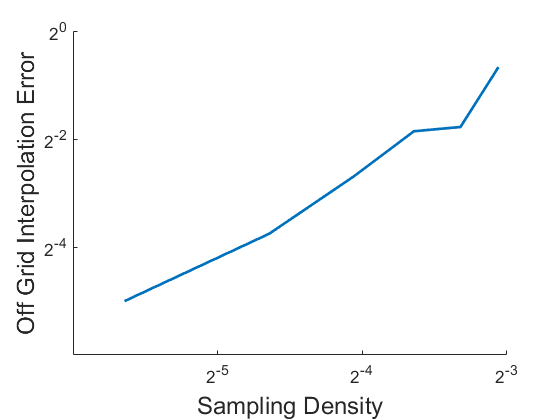 2^0
2^-2
2^-4
Off Grid Interpolation Error
2^-5 2^-4 2^-3
Sampling Density